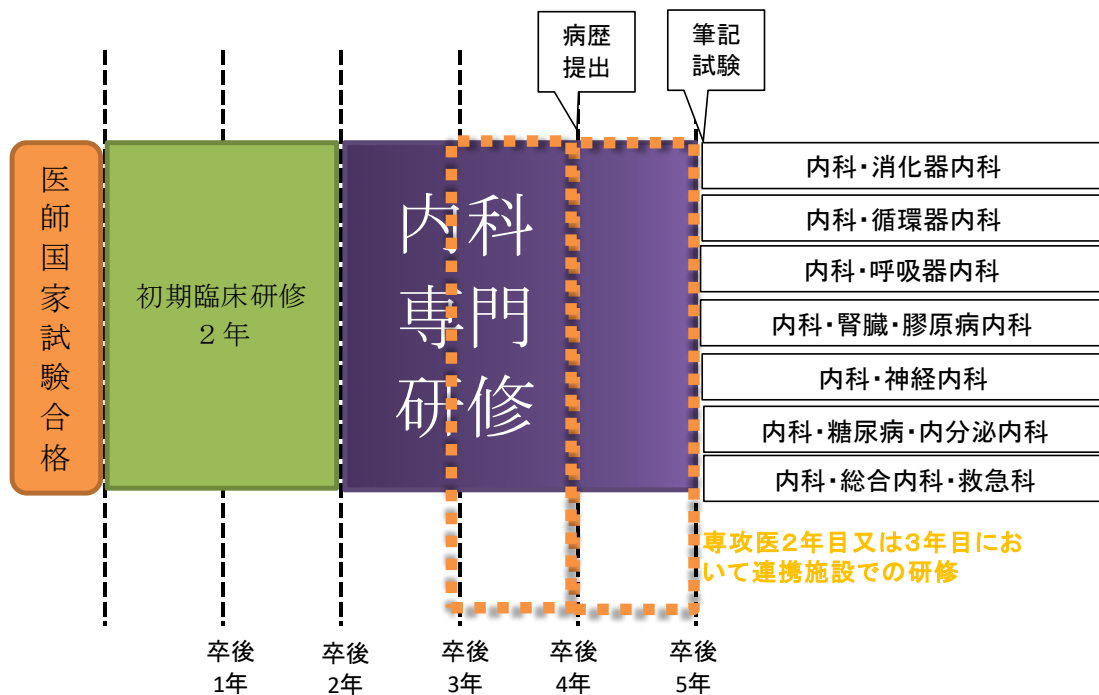 病歴
提出
筆記
試験
医師国家試験合格
初期臨床研修
２年
内科
専門
研修
内科・消化器内科
内科・循環器内科
内科・呼吸器内科
内科・腎臓・膠原病内科
内科・神経内科
内科・糖尿病・内分泌内科
内科・総合内科・救急科
専攻医2年目又は3年目にお
いて連携施設での研修
卒後
1年
卒後
2年
卒後
3年
卒後
4年
卒後
5年